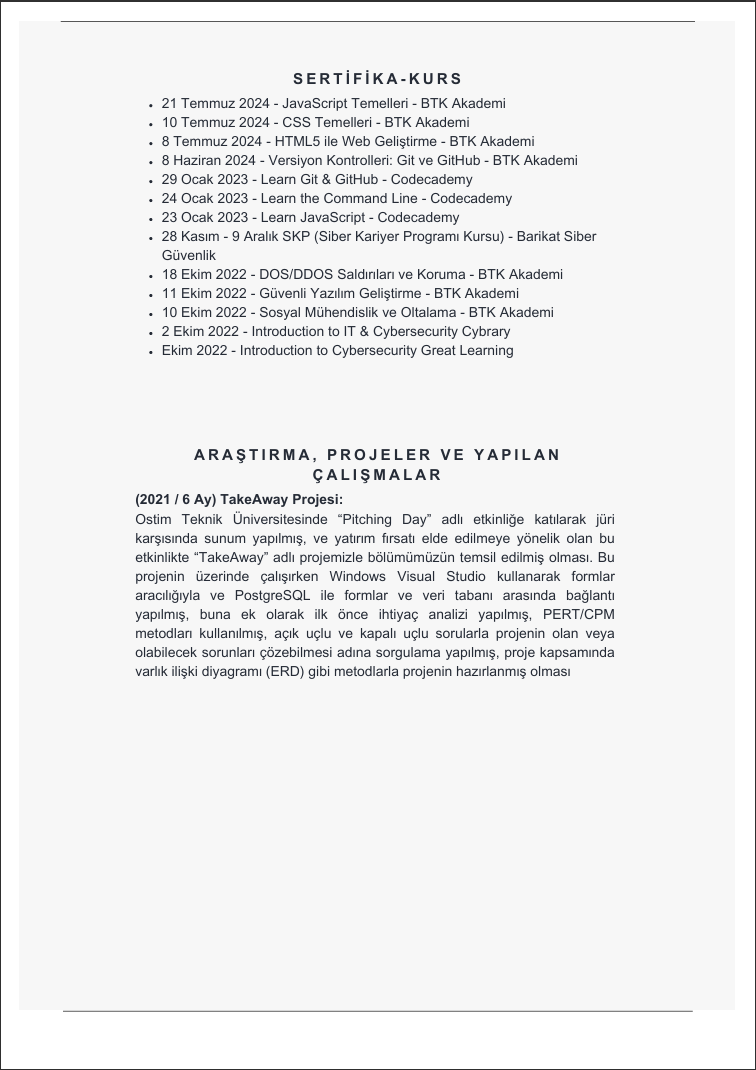 SERTİFİKA-KURS
• 21 Temmuz 2024 - JavaScript Temelleri - BTK Akademi
• 10 Temmuz 2024 - CSS Temelleri - BTK Akademi
• 8 Temmuz 2024 - HTML5 ile Web Geliştirme - BTK Akademi
• 8 Haziran 2024 - Versiyon Kontrolleri: Git ve GitHub - BTK Akademi
• 29 Ocak 2023 - Learn Git & GitHub - Codecademy
• 24 Ocak 2023 - Learn the Command Line - Codecademy
• 23 Ocak 2023 - Learn JavaScript - Codecademy
• 28 Kasım - 9 Aralık SKP (Siber Kariyer Programı Kursu) - Barikat Siber
Güvenlik
• 18 Ekim 2022 - DOS/DDOS Saldırıları ve Koruma - BTK Akademi
• 11 Ekim 2022 - Güvenli Yazılım Geliştirme - BTK Akademi
• 10 Ekim 2022 - Sosyal Mühendislik ve Oltalama - BTK Akademi
• 2 Ekim 2022 - Introduction to IT & Cybersecurity Cybrary
• Ekim 2022 - Introduction to Cybersecurity Great Learning
ARAŞTIRMA, PROJELER VE YAPILAN
ÇALIŞMALAR
(2021 / 6 Ay) TakeAway Projesi:
Ostim Teknik Üniversitesinde “Pitching Day” adlı etkinliğe katılarak jüri
karşısında sunum yapılmış, ve yatırım fırsatı elde edilmeye yönelik olan bu
etkinlikte “TakeAway” adlı projemizle bölümümüzün temsil edilmiş olması. Bu
projenin üzerinde çalışırken Windows Visual Studio kullanarak formlar
aracılığıyla ve PostgreSQL ile formlar ve veri tabanı arasında bağlantı
yapılmış, buna ek olarak ilk önce ihtiyaç analizi yapılmış, PERT/CPM
metodları kullanılmış, açık uçlu ve kapalı uçlu sorularla projenin olan veya
olabilecek sorunları çözebilmesi adına sorgulama yapılmış, proje kapsamında
varlık ilişki diyagramı (ERD) gibi metodlarla projenin hazırlanmış olması